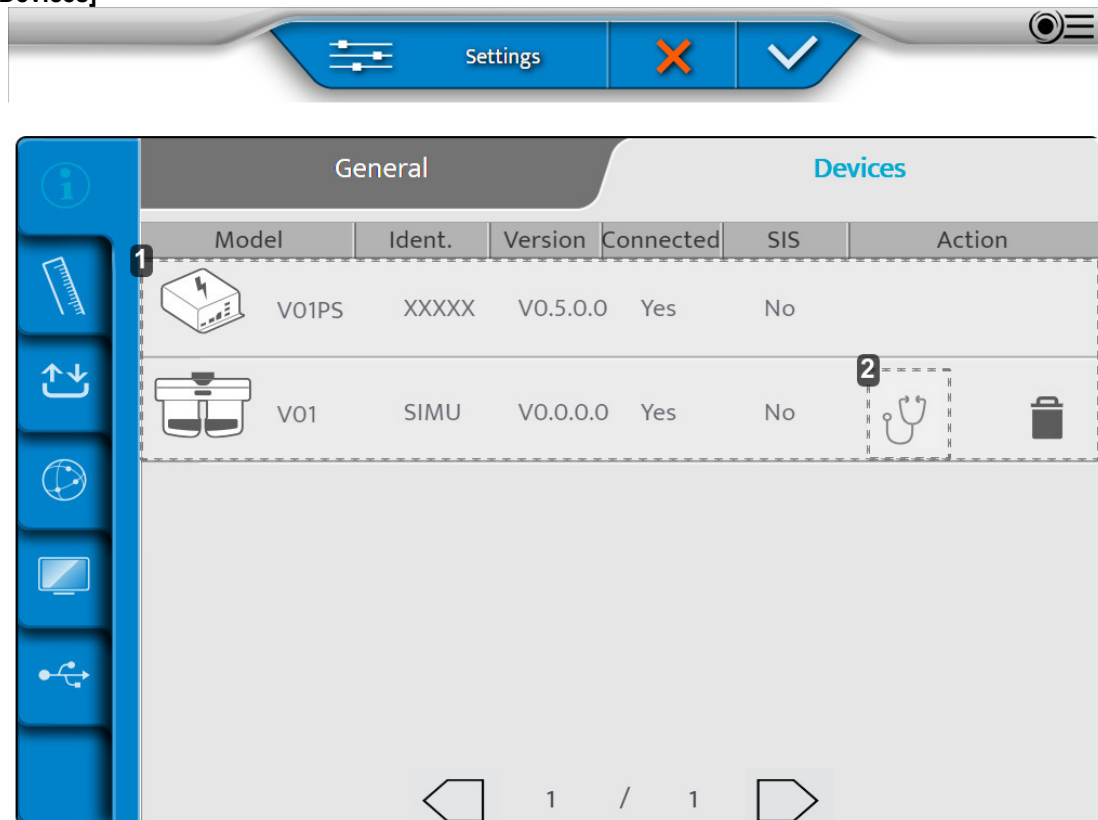 Devices]
Settings
General Devices
Model Ident. Version Connected SIS Action
1
V01PS XXXXX V0.5.0.0 Yes No
2
V01 SIMU V0.0.0.0 Yes No
1 / 1